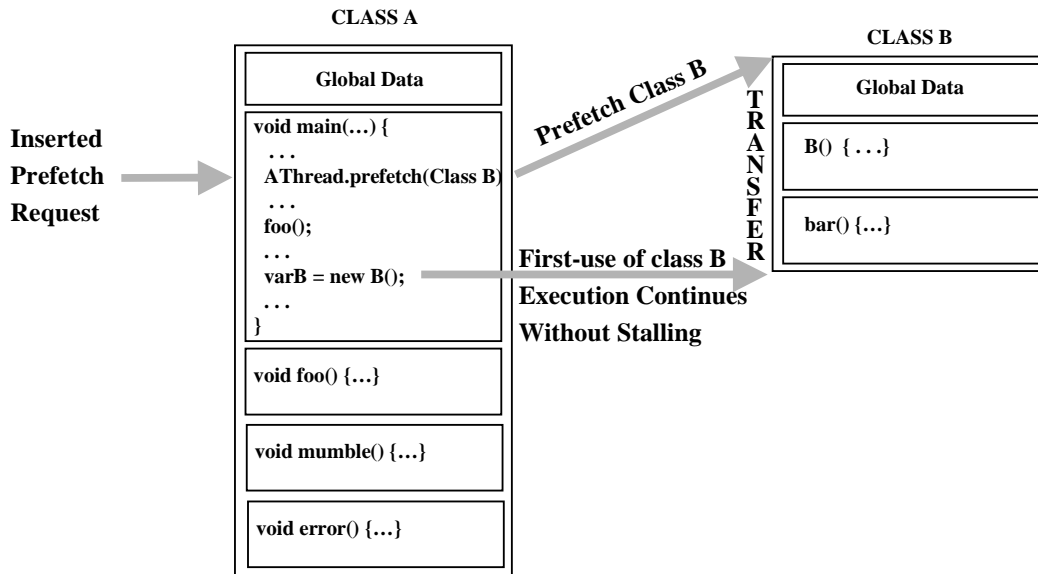 CLASS A
Global Data
void main(…) {
. . .
AThread.prefetch(Class B)
. . .
foo();
. . .
varB = new B();
. . .
}
void foo() {…}
void mumble() {…}
void error() {…}
Inserted
Prefetch
Request
Prefetch Class B
First-use of class B
Execution Continues
Without Stalling
TRANSFER
CLASS B
Global Data
B() { . . .}
bar() {…}